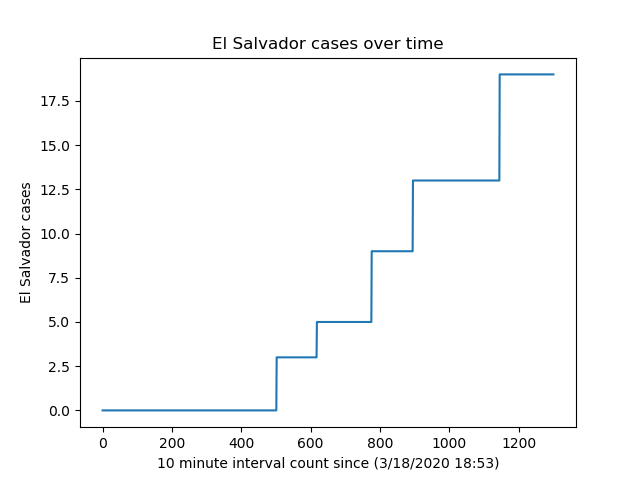 El Salvador cases over time
17.5
15.0
12.5
10.0
7.5
5.0
2.5
0.0
El Salvador cases
0 200 400 600 800 1000 1200
10 minute interval count since (3/18/2020 18:53)